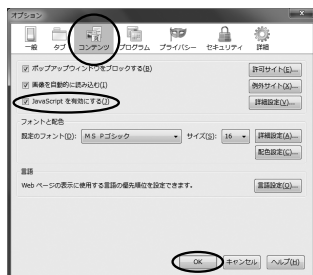 オプション
一般 タブ コンテンツ プログラム プライバシー セキュリティ 詳細
ポップアップウィンドウをブロックする(B) 許可サイト(E)...
画像を自動的に読み込む(I) 例外サイト(X)...
JavaScript を有効にする(J) 詳細設定(V)...
フォントと配色
既定のフォント(D): MS Pゴシック サイズ(S): 16 詳細設定(A)...
配色設定(C)...
言語
Web ページの表示に使用する言語の優先順位を設定できます。 言語設定(O)...
OK キャンセル ヘルプ(H)